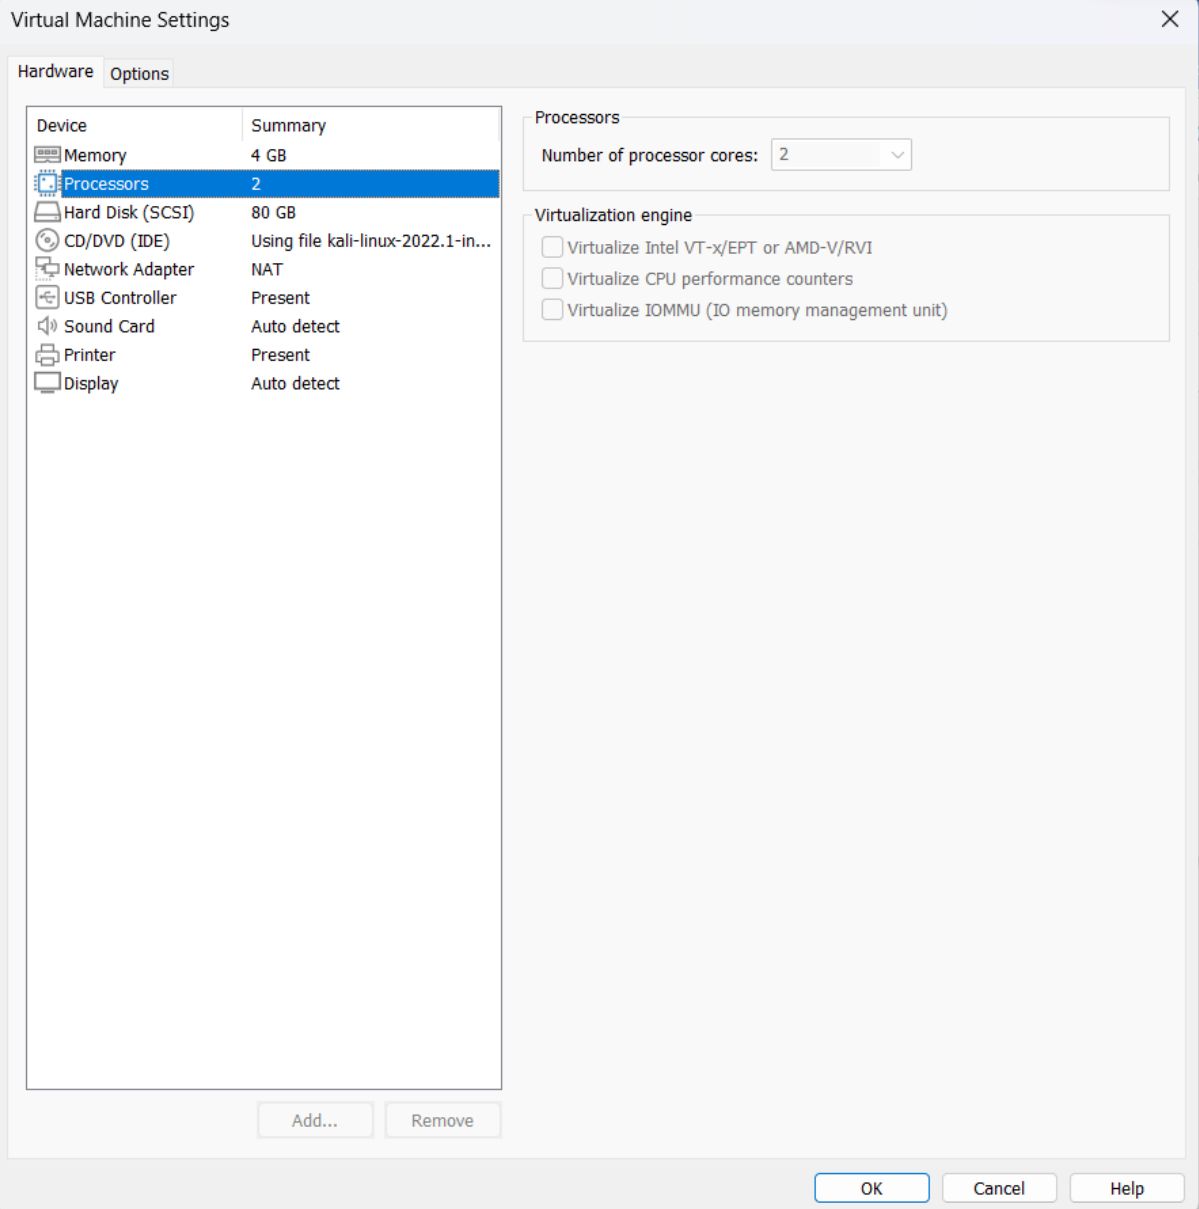 Virtual Machine Settings
Hardware Options
Device Summary
Memory 4 GB
Processors 2
Hard Disk (SCSI) 80 GB
CD/DVD (IDE) Using file kali-linux-2022.1-in...
Network Adapter NAT
USB Controller Present
Sound Card Auto detect
Printer Present
Display Auto detect
Add... Remove
Processors
Number of processor cores: 2
Virtualization engine
Virtualize Intel VT-x/EPT or AMD-V/RVI
Virtualize CPU performance counters
Virtualize IOMMU (IO memory management unit)
OK Cancel Help